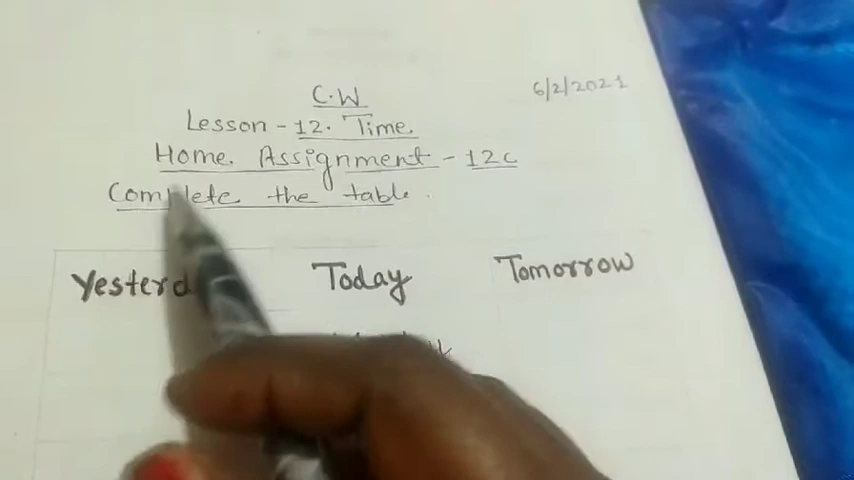 C.W
6/2/2021
Lesson - 12. Time.
Home. Assignment - 12c
Complete the table.
Today Tomorrow